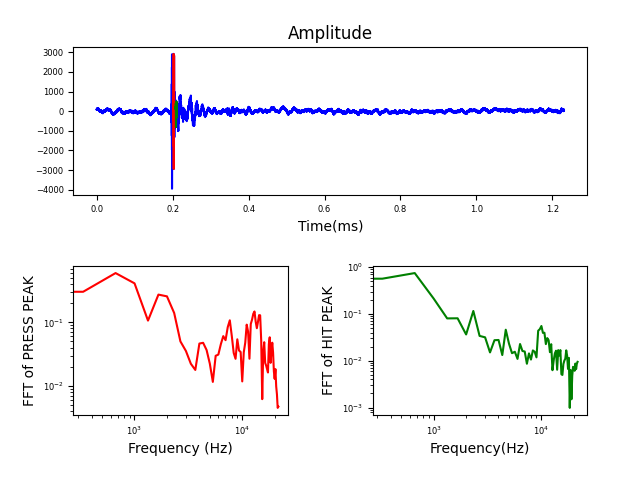 Amplitude
3000
2000
1000
0
−1000
−2000
−3000
−4000
0.0 0.2 0.4 0.6 0.8 1.0 1.2
Time(ms)
FFT of PRESS PEAK
10⁻¹
10⁻²
10³ 10⁴
Frequency (Hz)
FFT of HIT PEAK
10⁰
10⁻¹
10⁻²
10⁻³
10³ 10⁴
Frequency(Hz)